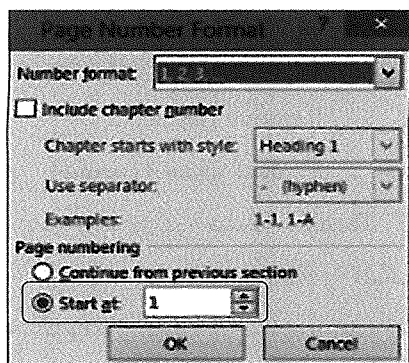 Page Number Format ? ×
Number format: 1, 2, 3
Include chapter number
Chapter starts with style: Heading 1
Use separator: - (hyphen)
Examples: 1-1, 1-A
Page numbering
Continue from previous section
Start at: 1
OK Cancel